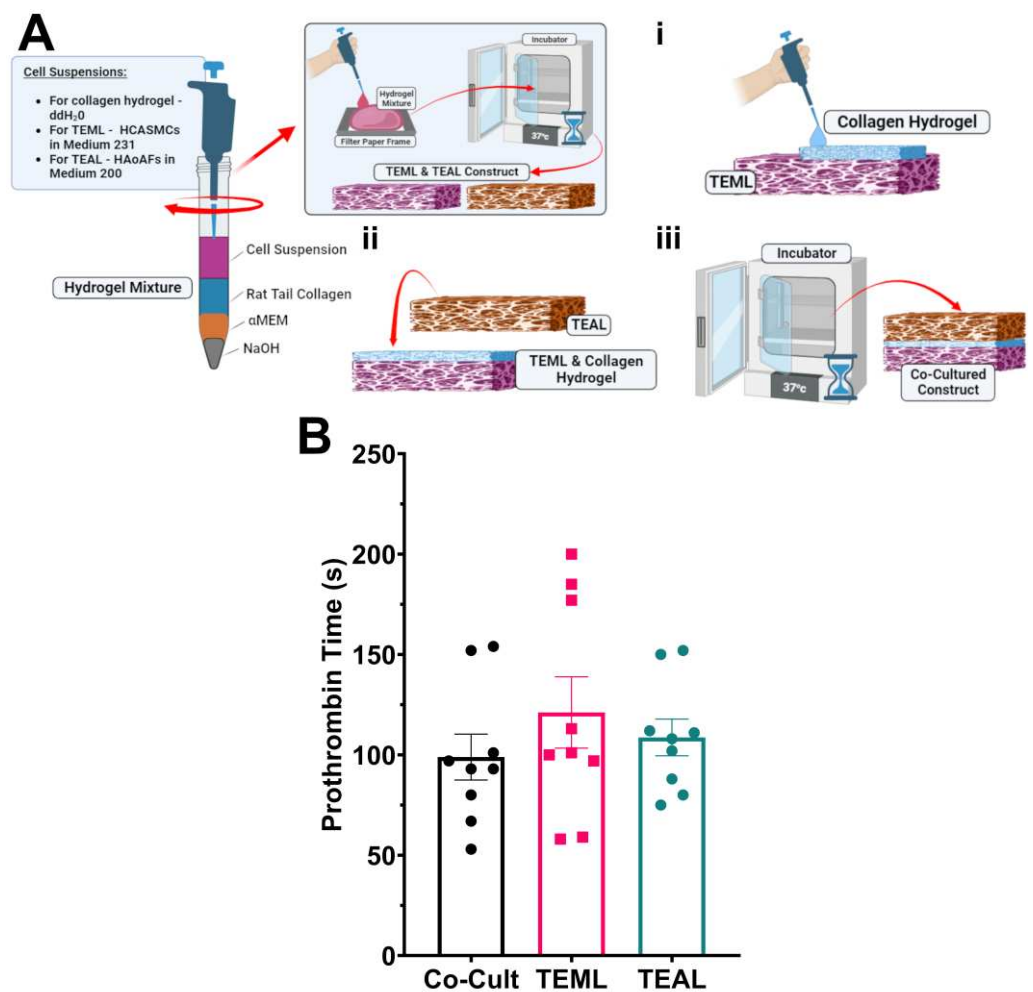 A
Cell Suspensions:
• For collagen hydrogel -
ddH₂0
• For TEML - HCASMCs
in Medium 231
• For TEAL - HAoAFs in
Medium 200
Hydrogel Mixture
Cell Suspension
Rat Tail Collagen
αMEM
NaOH
Hydrogel
Mixture
Filter Paper Frame
Incubator
37ºc
TEML & TEAL Construct
i
Collagen Hydrogel
TEML
ii
TEAL
TEML & Collagen
Hydrogel
iii
Incubator
37ºc
Co-Cultured
Construct
B
Prothrombin Time (s)
250
200
150
100
50
0
Co-Cult TEML TEAL